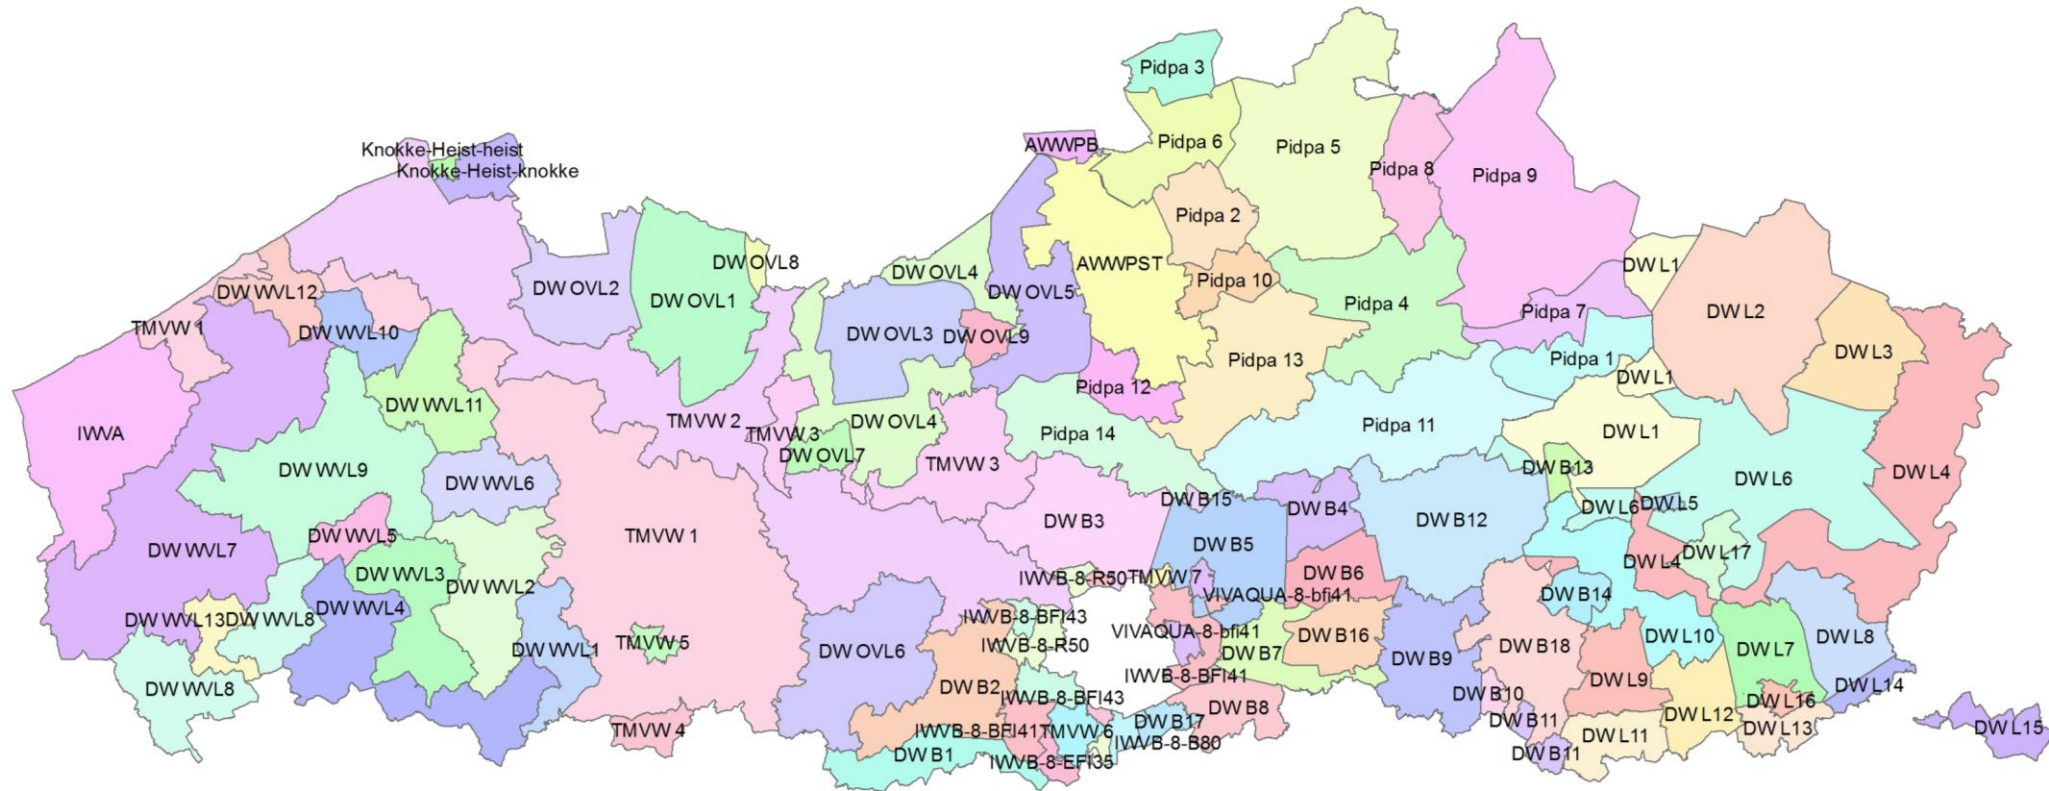 Pidpa 3
Pidpa 6
Pidpa 5
AWWPB
Knokke-Heist-heist
Knokke-Heist-knokke
Pidpa 8
Pidpa 9
Pidpa 2
DW OVL8
DW OVL4
AWWPST
Pidpa 10
DW L1
DW WVL12
DW OVL2
DW OVL1
DW OVL5
Pidpa 4
Pidpa 7
DW L2
TMVW 1
DW WVL10
DW OVL3
DW OVL9
Pidpa 13
Pidpa 1
DW L3
Pidpa 12
DW L1
DW WVL11
IWVA
TMVW 2
TMVW 3
DW OVL4
Pidpa 14
Pidpa 11
DW L1
DW OVL7
TMVW 3
DW WVL9
DW WVL6
DW B13
DW L6
DW L4
DW B15
DW B4
DW L6
DW L5
DW B3
DW B12
DW WVL5
TMVW 1
DW WVL7
DW B5
DW L17
DW L4
DW WVL3
DW WVL2
IWVB-8-R50
TMVW 7
DW B6
VIVAQUA-8-bfi41
DW B14
DW WVL4
DW WVL13
DW WVL8
IWVB-8-BFI43
VIVAQUA-8-bfi41
DW B16
DW L10
DW L8
TMVW 5
DW WVL1
DW OVL6
IWVB-8-R50
DW B7
DW B9
DW B18
DW L7
IWVB-8-BFI41
DW WVL8
DW B2
IWVB-8-BFI43
DW L9
DW L14
DW B10
DW L16
DW B8
TMVW 4
IWVB-8-BFI41
TMVW 6
DW B17
DW B11
DW L12
DW L13
DW L15
DW L11
IWVB-8-B80
DW B1
IWVB-8-EFI35
DW B11